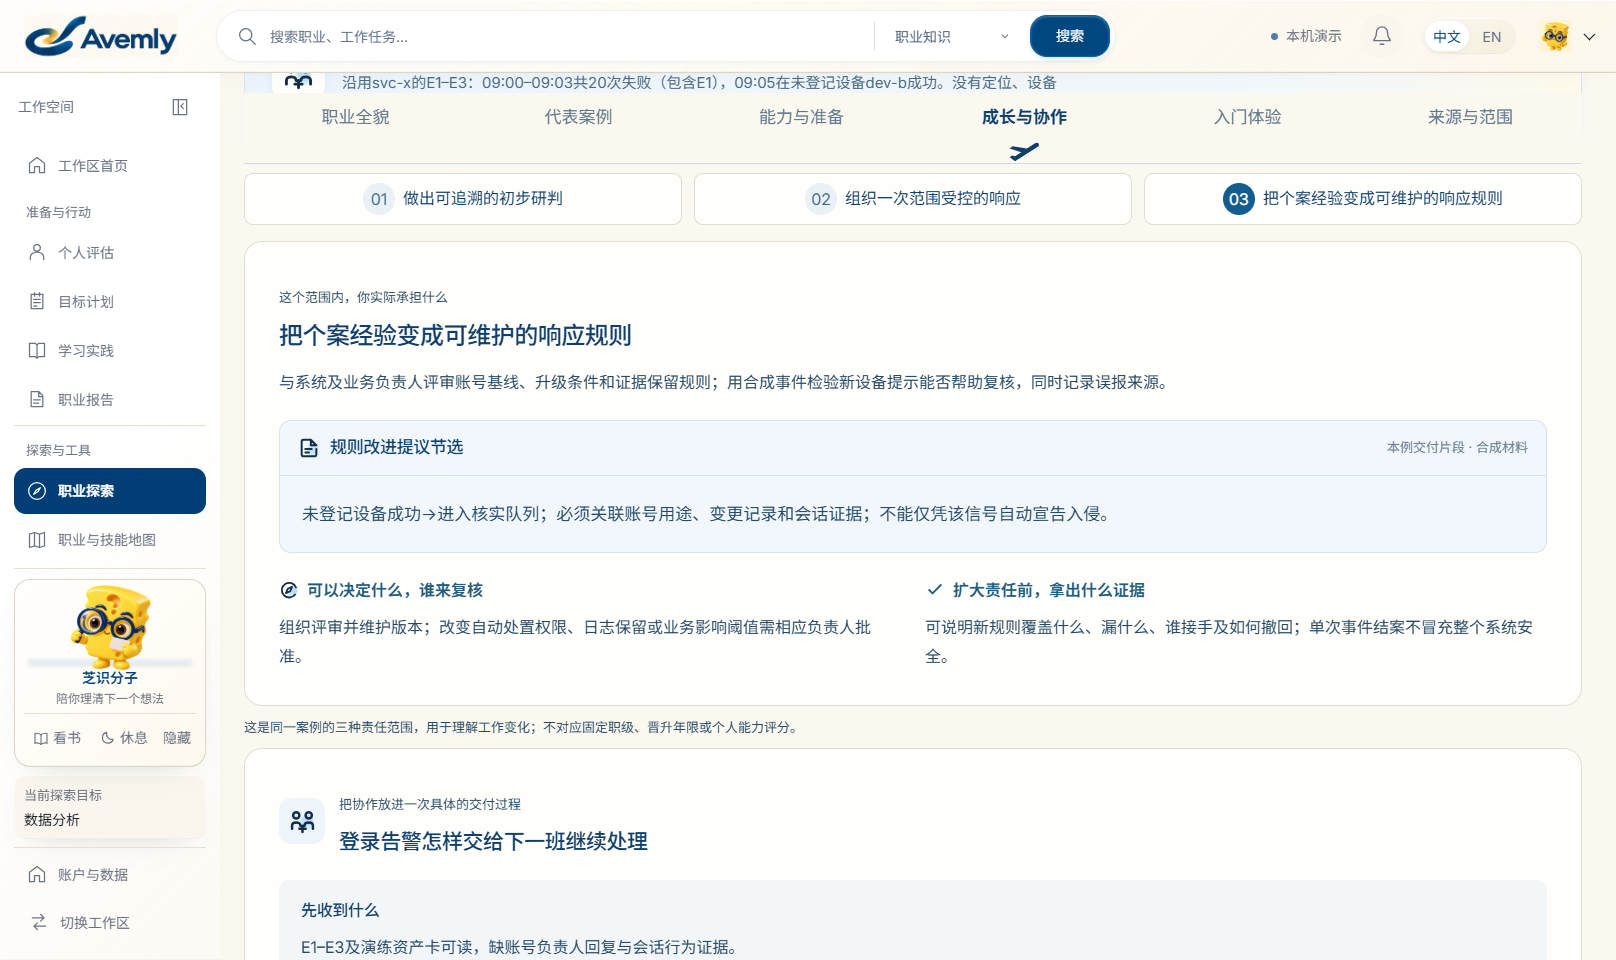 Avemly
搜索职业、工作任务...
职业知识
搜索
本机演示
中文
EN
工作空间
工作区首页
准备与行动
个人评估
目标计划
学习实践
职业报告
探索与工具
职业探索
职业与技能地图
芝识分子
陪你理清下一个想法
看书
休息
隐藏
当前探索目标
数据分析
账户与数据
切换工作区
沿用svc-x的E1–E3：09:00–09:03共20次失败（包含E1），09:05在未登记设备dev-b成功。没有定位、设备
职业全貌
代表案例
能力与准备
成长与协作
入门体验
来源与范围
01 做出可追溯的初步研判
02 组织一次范围受控的响应
03 把个案经验变成可维护的响应规则
这个范围内，你实际承担什么
把个案经验变成可维护的响应规则
与系统及业务负责人评审账号基线、升级条件和证据保留规则；用合成事件检验新设备提示能否帮助复核，同时记录误报来源。
规则改进提议节选
本例交付片段 · 合成材料
未登记设备成功→进入核实队列；必须关联账号用途、变更记录和会话证据；不能仅凭该信号自动宣告入侵。
可以决定什么，谁来复核
组织评审并维护版本；改变自动处置权限、日志保留或业务影响阈值需相应负责人批
准。
扩大责任前，拿出什么证据
可说明新规则覆盖什么、漏什么、谁接手及如何撤回；单次事件结案不冒充整个系统安
全。
这是同一案例的三种责任范围，用于理解工作变化；不对应固定职级、晋升年限或个人能力评分。
把协作放进一次具体的交付过程
登录告警怎样交给下一班继续处理
先收到什么
E1–E3及演练资产卡可读，缺账号负责人回复与会话行为证据。